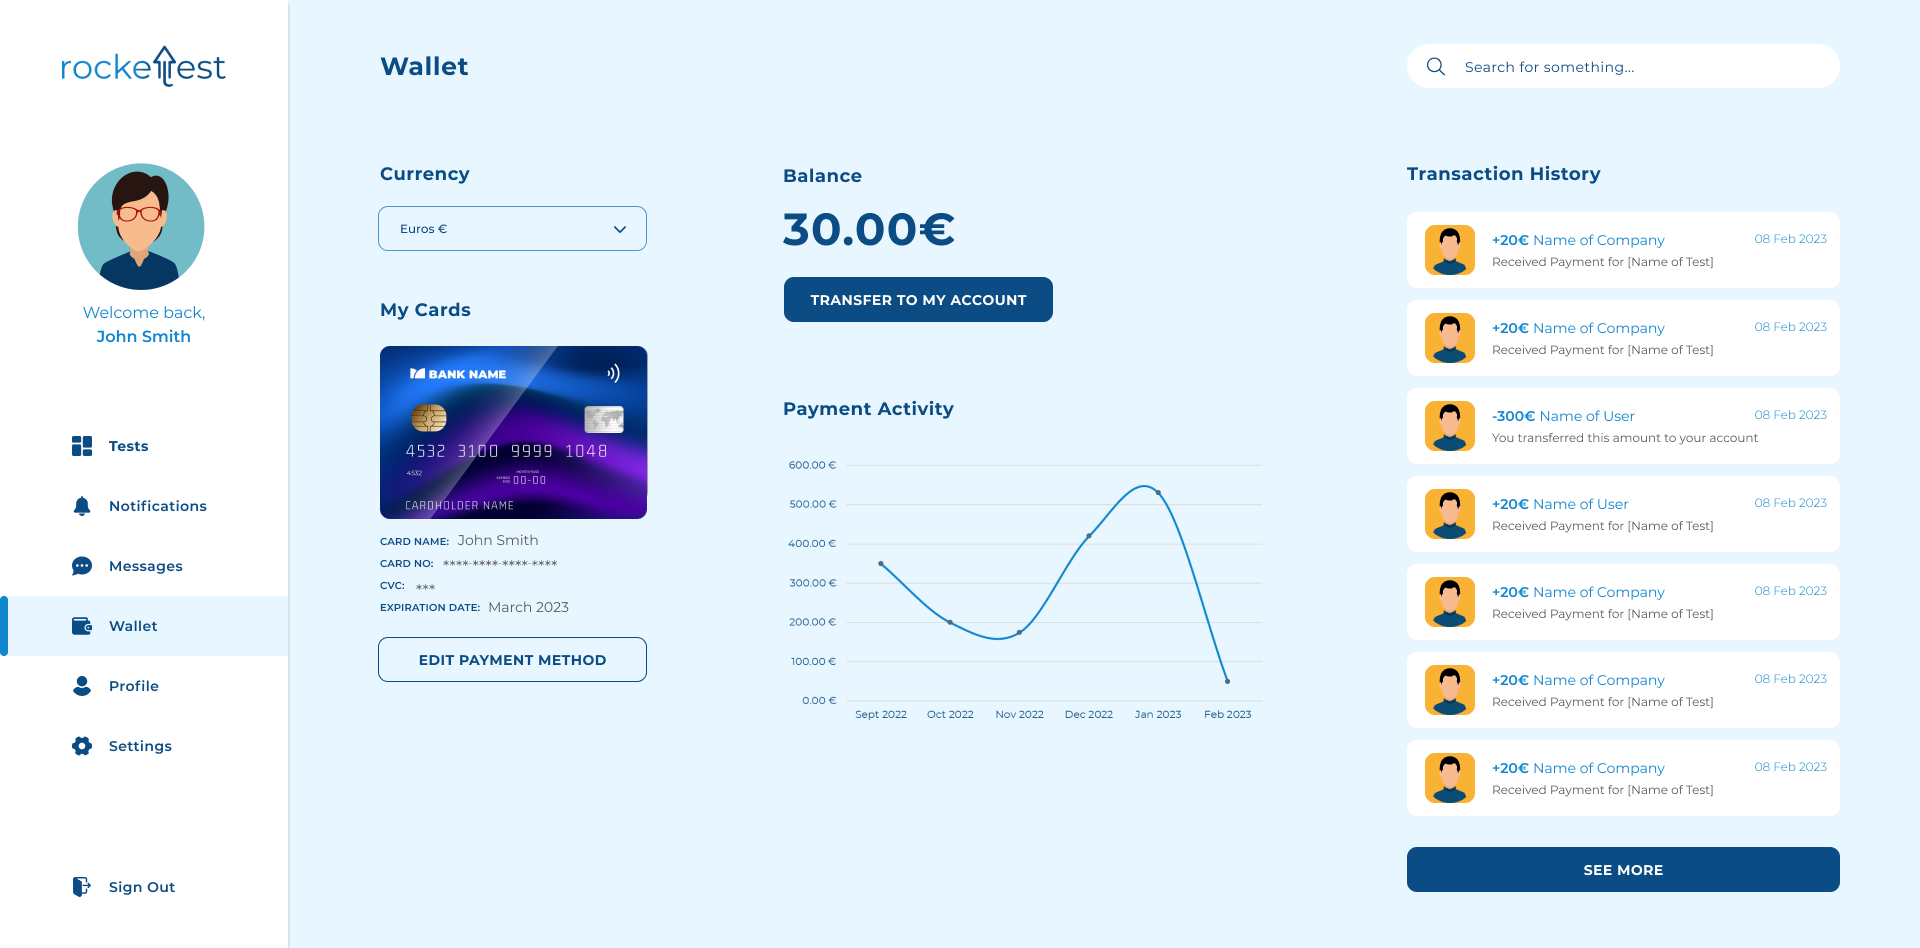 rockettest
Welcome back,
John Smith
Tests
Notifications
Messages
Wallet
Profile
Settings
Sign Out
Wallet
Search for something...
Currency
Euros €
My Cards
BANK NAME
4532 3100 9999 1048
4532
MONTH/YEAR
00-00
CARDHOLDER NAME
CARD NAME: John Smith
CARD NO: ****-****-****-****
CVC: ***
EXPIRATION DATE: March 2023
EDIT PAYMENT METHOD
Balance
30.00€
TRANSFER TO MY ACCOUNT
Payment Activity
600.00 €
500.00 €
400.00 €
300.00 €
200.00 €
100.00 €
0.00 €
Sept 2022 Oct 2022 Nov 2022 Dec 2022 Jan 2023 Feb 2023
Transaction History
+20€ Name of Company 08 Feb 2023
Received Payment for [Name of Test]
+20€ Name of Company 08 Feb 2023
Received Payment for [Name of Test]
-300€ Name of User 08 Feb 2023
You transferred this amount to your account
+20€ Name of User 08 Feb 2023
Received Payment for [Name of Test]
+20€ Name of Company 08 Feb 2023
Received Payment for [Name of Test]
+20€ Name of Company 08 Feb 2023
Received Payment for [Name of Test]
+20€ Name of Company 08 Feb 2023
Received Payment for [Name of Test]
SEE MORE